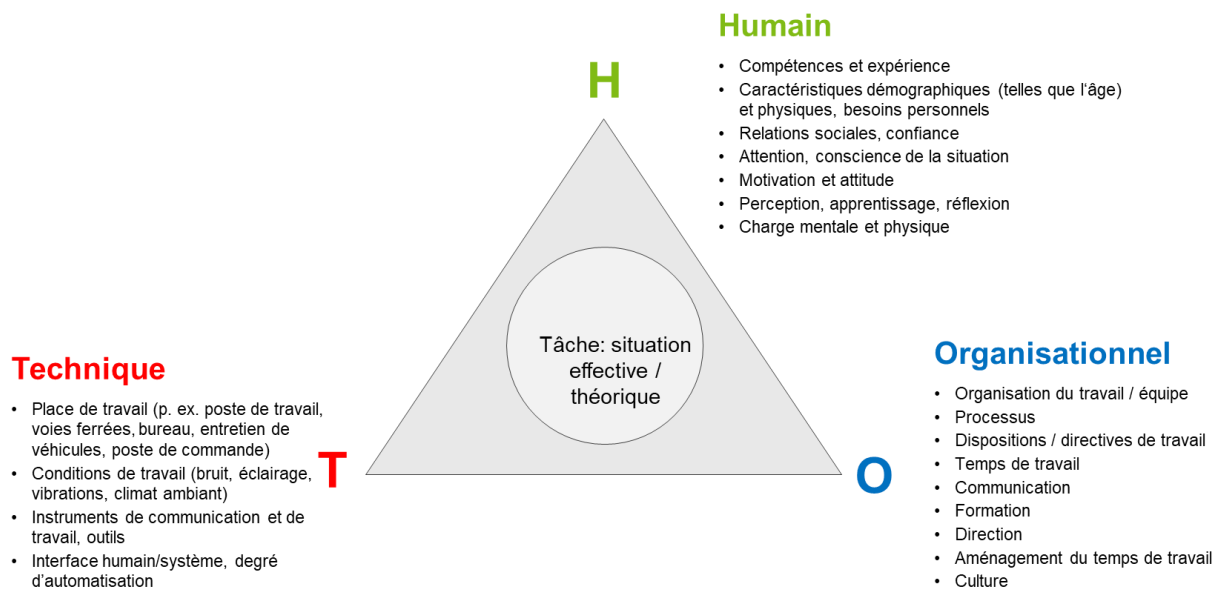 Humain
• Compétences et expérience
• Caractéristiques démographiques (telles que l‘âge)
et physiques, besoins personnels
• Relations sociales, confiance
• Attention, conscience de la situation
• Motivation et attitude
• Perception, apprentissage, réflexion
• Charge mentale et physique
H
Tâche: situation
effective /
théorique
Technique
• Place de travail (p. ex. poste de travail,
voies ferrées, bureau, entretien de
véhicules, poste de commande)
• Conditions de travail (bruit, éclairage,
vibrations, climat ambiant)
• Instruments de communication et de
travail, outils
• Interface humain/système, degré
d’automatisation
T
O
Organisationnel
• Organisation du travail / équipe
• Processus
• Dispositions / directives de travail
• Temps de travail
• Communication
• Formation
• Direction
• Aménagement du temps de travail
• Culture